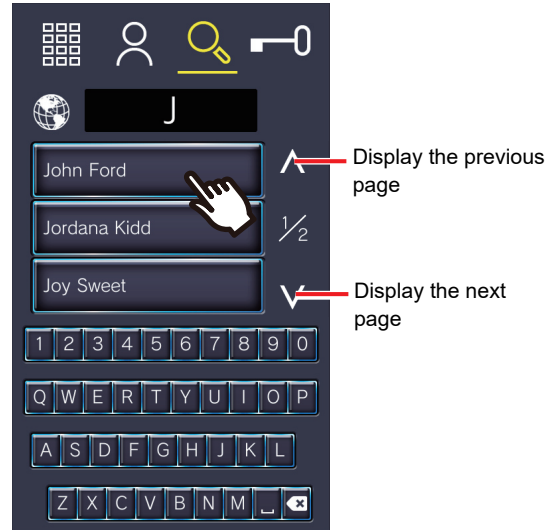 J
John Ford
Display the previous
page
Jordana Kidd
1/2
Joy Sweet
Display the next
page
1 2 3 4 5 6 7 8 9 0
Q W E R T Y U I O P
A S D F G H J K L
Z X C V B N M